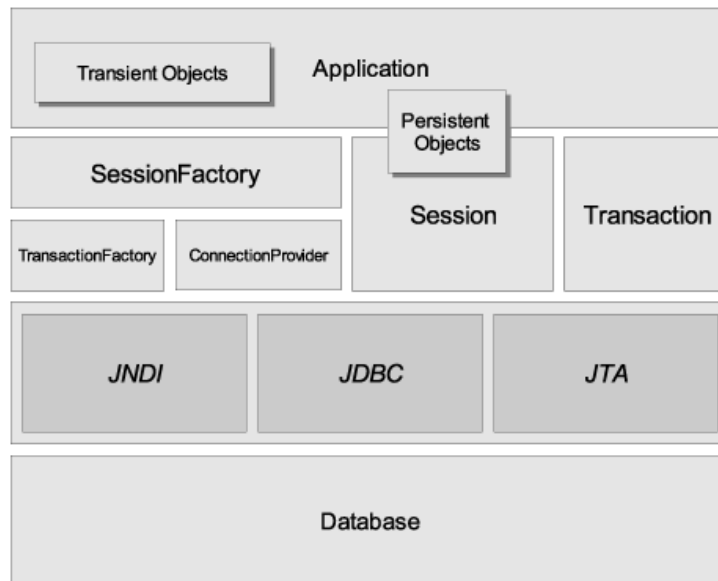 Transient Objects
Application
Persistent
Objects
SessionFactory
Session
Transaction
TransactionFactory
ConnectionProvider
JNDI
JDBC
JTA
Database